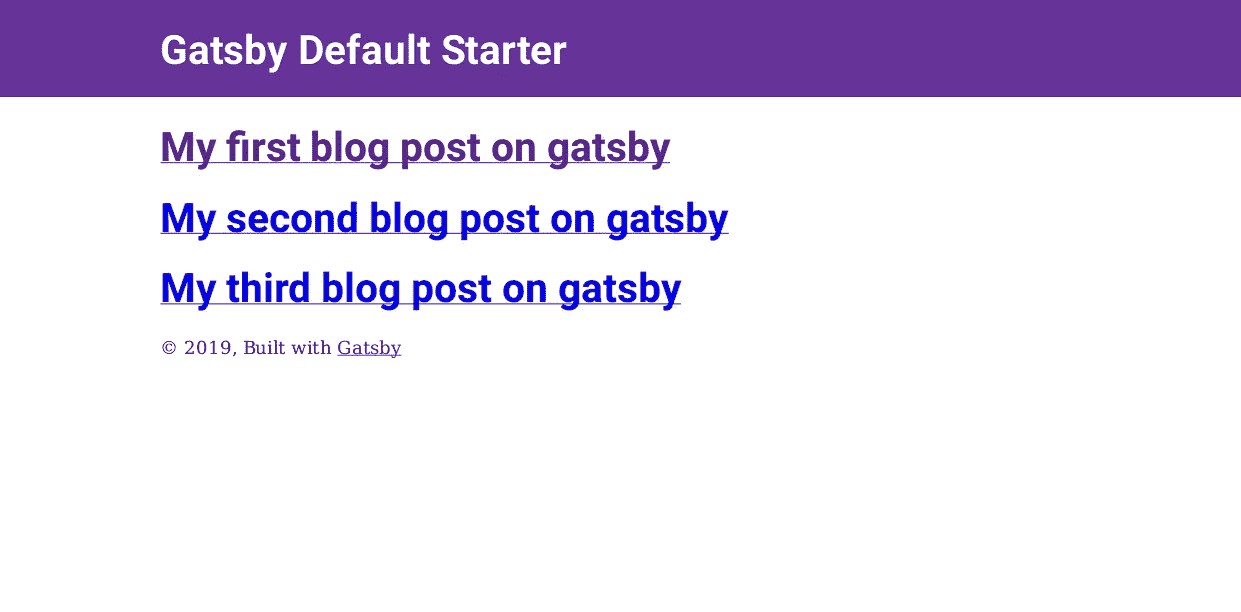 Gatsby Default Starter
My first blog post on gatsby
My second blog post on gatsby
My third blog post on gatsby
© 2019, Built with Gatsby